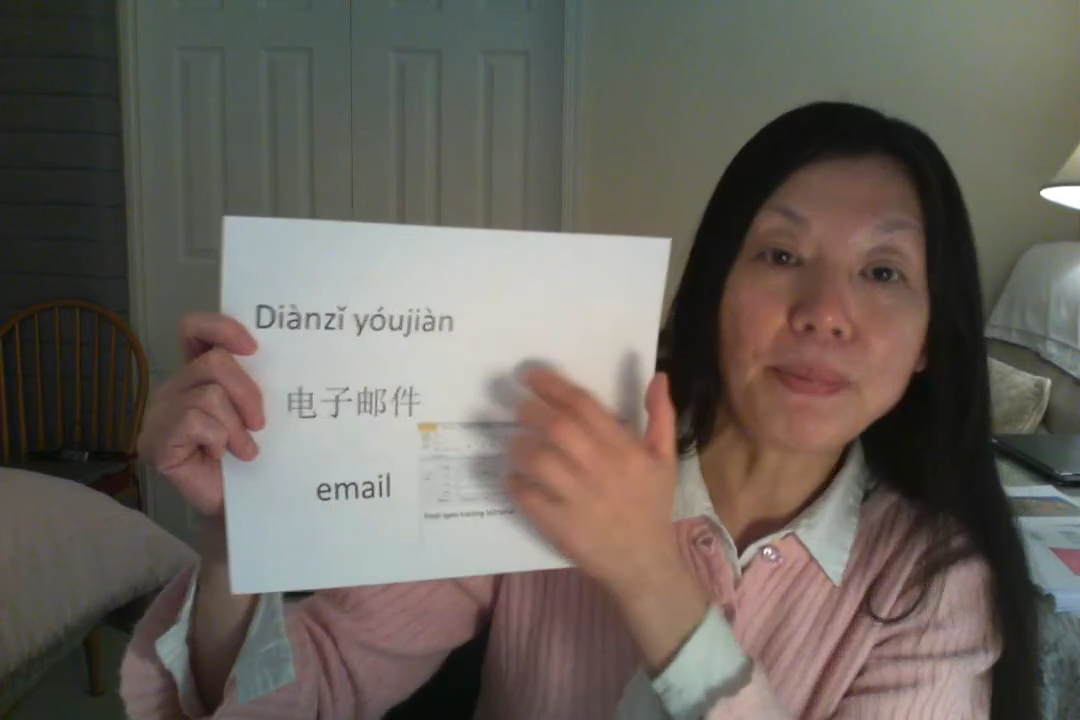 Diànzǐ yóujiàn
电子邮件
email